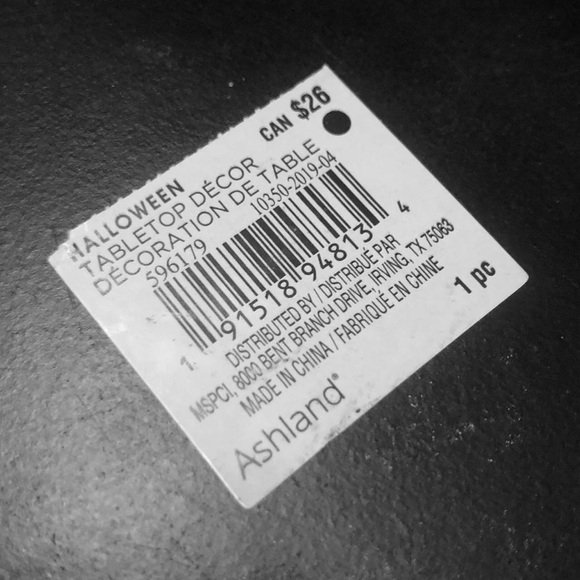 CAN $26
HALLOWEEN
TABLETOP DÉCOR
DÉCORATION DE TABLE
596179 10350-2019-04
1 91518 94813 4
DISTRIBUTED BY / DISTRIBUÉ PAR
MSPCI, 8000 BENT BRANCH DRIVE, IRVING, TX 75063
MADE IN CHINA / FABRIQUÉ EN CHINE
1 pc
Ashland®